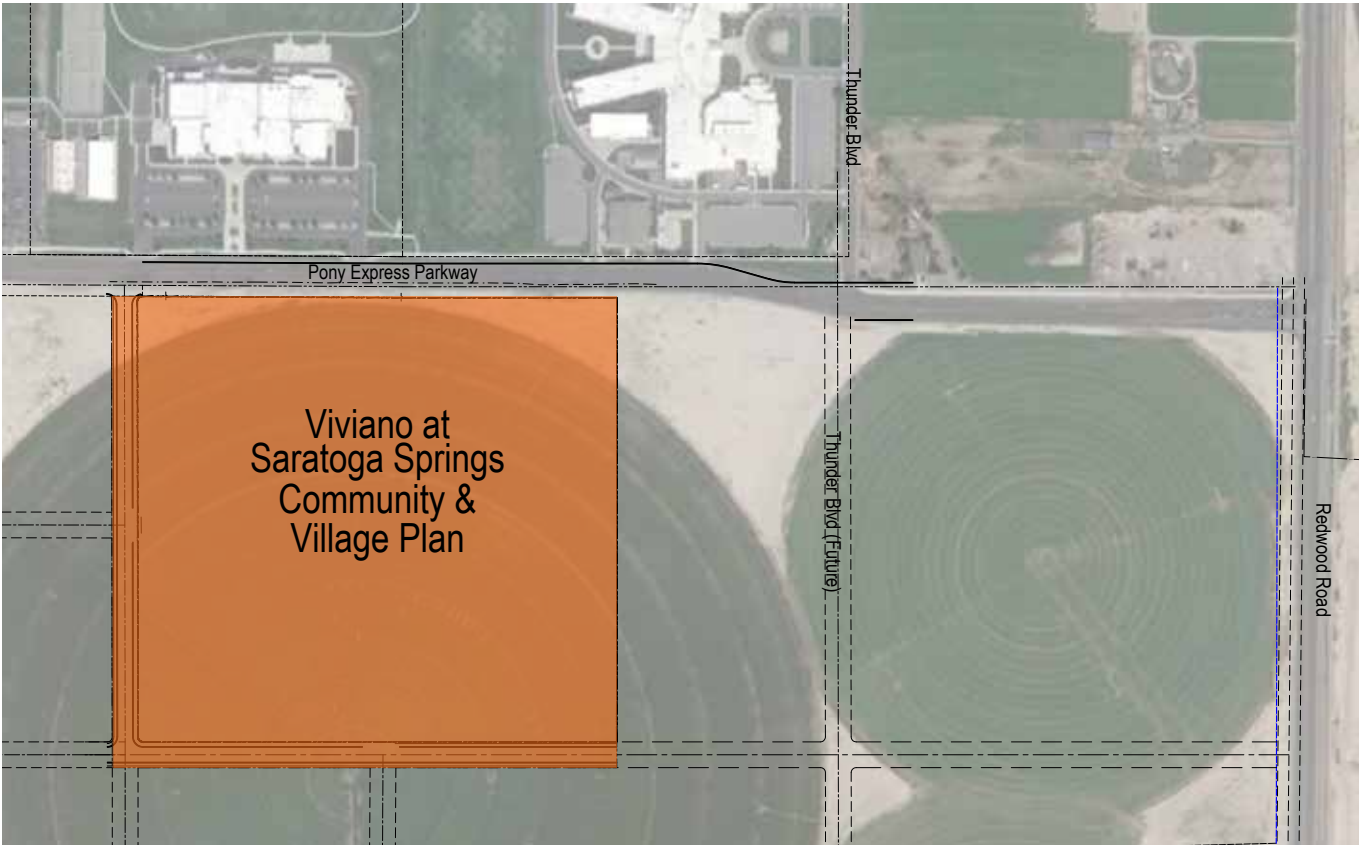 Thunder Blvd
Pony Express Parkway
Viviano at
Saratoga Springs
Community &
Village Plan
Thunder Blvd (Future)
Redwood Road